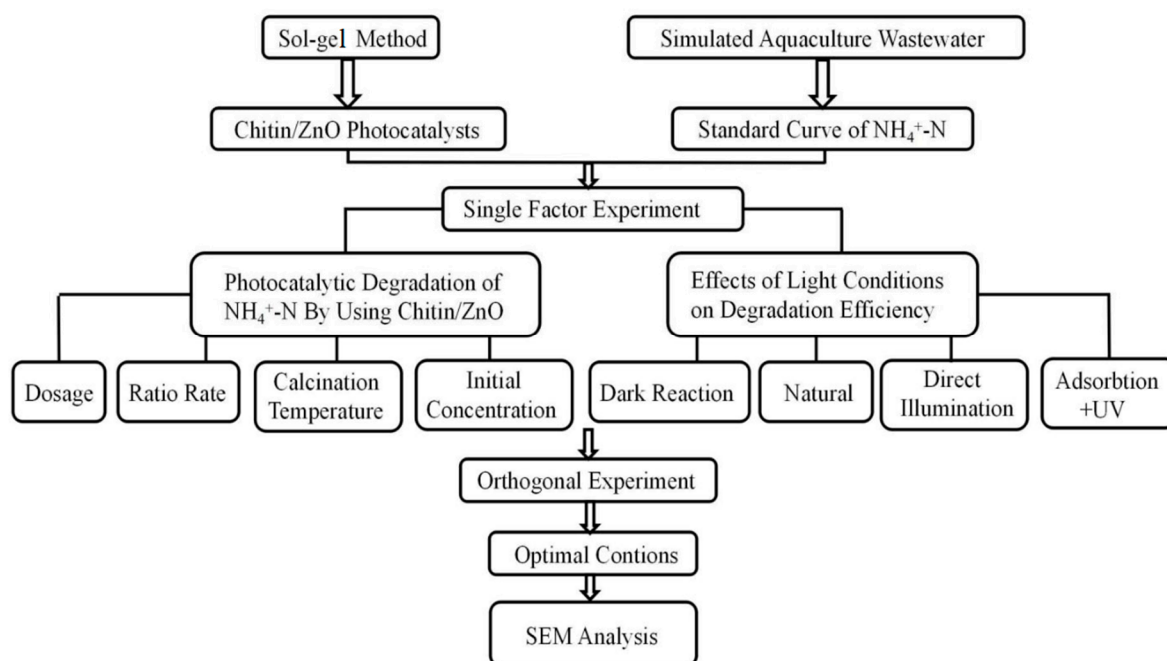 Sol-gel Method
Simulated Aquaculture Wastewater
Chitin/ZnO Photocatalysts
Standard Curve of NH₄⁺-N
Single Factor Experiment
Photocatalytic Degradation of
NH₄⁺-N By Using Chitin/ZnO
Effects of Light Conditions
on Degradation Efficiency
Dosage
Ratio Rate
Calcination
Temperature
Initial
Concentration
Dark Reaction
Natural
Direct
Illumination
Adsorbtion
+UV
Orthogonal Experiment
Optimal Contions
SEM Analysis